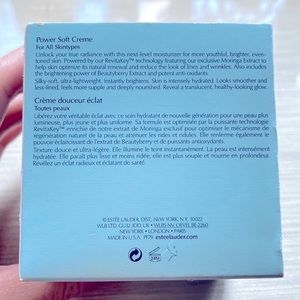 Power Soft Creme
For All Skintypes
Unlock your true radiance with this next-level moisturizer for more youthful, brighter, even-
toned skin. Powered by our RevitaKey™ technology featuring our exclusive Moringa Extract to
help skin optimize its natural renewal and reduce the look of lines and wrinkles. Also includes
the brightening power of Beautyberry Extract and potent anti-oxidants.
Silky-soft, ultra-lightweight. Instantly brightens. Skin is intensely hydrated. Looks smoother and
less-lined, feels more supple and deeply nourished. Reveal a translucent, healthy-looking glow.
Crème douceur éclat
Toutes peaux
Libérez votre véritable éclat avec ce soin hydratant de nouvelle génération pour une peau plus
lumineuse, plus jeune et plus uniforme. Sa formule est optimisée par la puissante technologie
RevitaKey™ enrichie de notre extrait de Moringa exclusif pour optimiser le mécanisme de
régénération naturel de la peau et atténuer les rides et ridules. Elle renferme également le
pouvoir éclaircissant de l'extrait de Beautyberry et de puissants antioxydants.
Texture douce et ultra-légère. Elle illumine en un instant. La peau est intensément
hydratée. Elle paraît plus lisse et moins ridée, elle est plus souple et profondément nourrie.
Révélez un éclat radieux et éclatant de santé.
© ESTĒE LAUDER, DIST., NEW YORK, N.Y. 10022
WLB LTD. GU32 1DD, UK •
NEW YORK • LONDON • PARIS
MADE IN U.S.A. esteelauder.com
24M